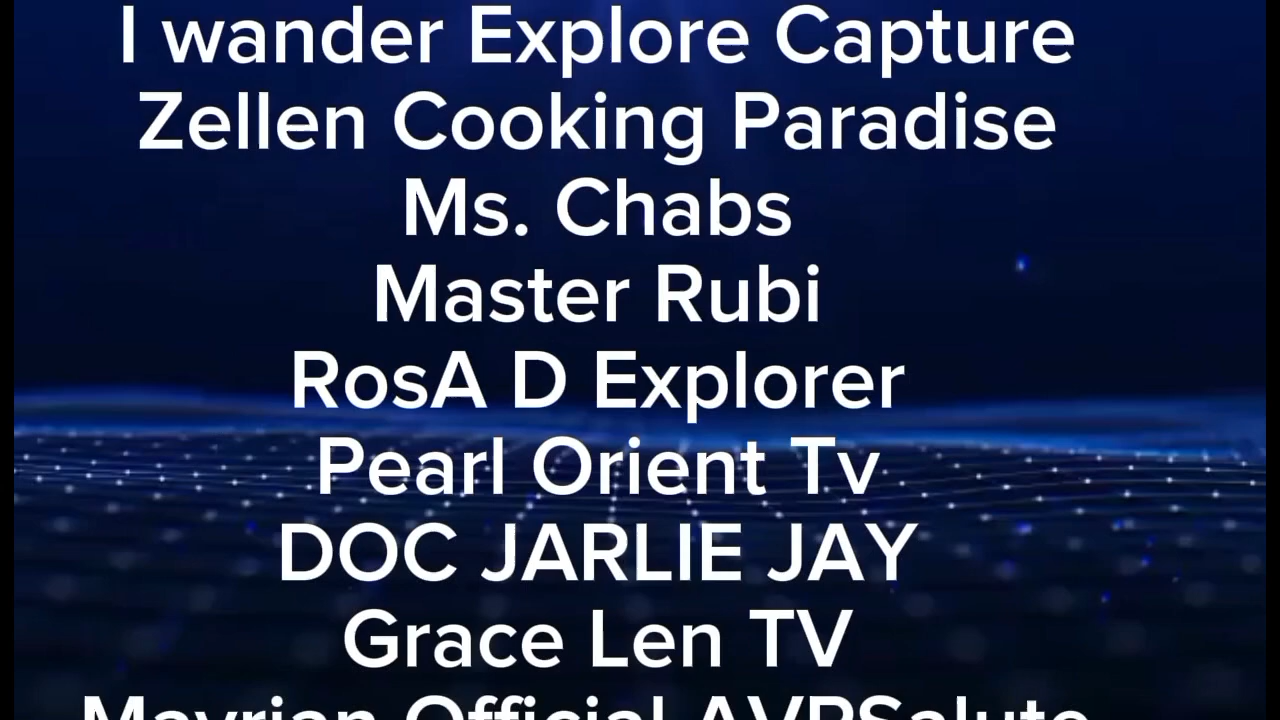 I wander Explore Capture
Zellen Cooking Paradise
Ms. Chabs
Master Rubi
RosA D Explorer
Pearl Orient Tv
DOC JARLIE JAY
Grace Len TV
Official